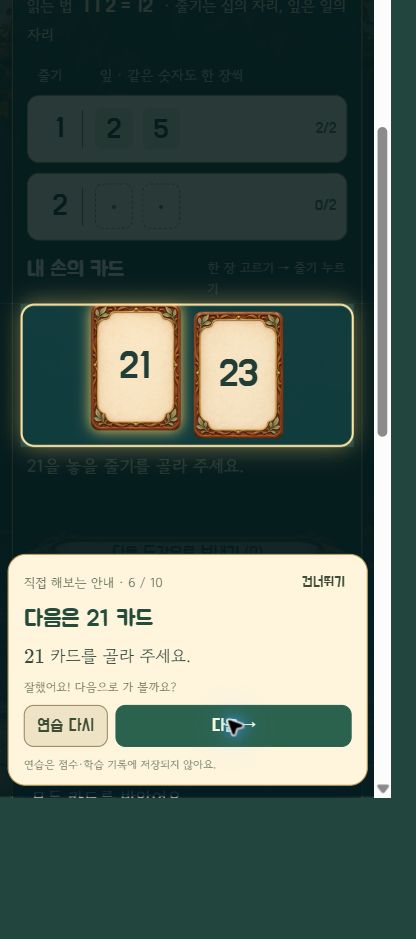 읽는 법 1 | 2 = 12 · 줄기는 십의 자리, 잎은 일의
자리
줄기 잎 · 같은 숫자도 한 장씩
1 2 5 2/2
2 · · 0/2
내 손의 카드
한 장 고르기 → 줄기 누르
기
21 23
21을 놓을 줄기를 골라 주세요.
직접 해보는 안내 · 6 / 10 건너뛰기
다음은 21 카드
21 카드를 골라 주세요.
잘했어요! 다음으로 가 볼까요?
연습 다시 다음 →
연습은 점수·학습 기록에 저장되지 않아요.